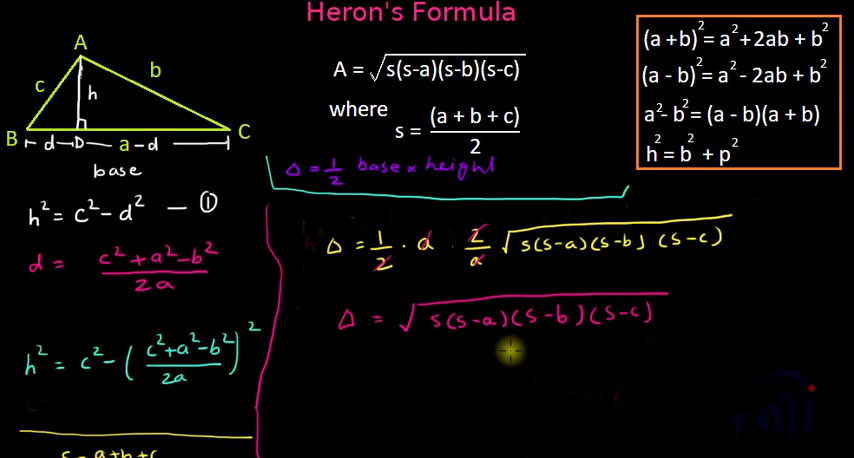 Heron's Formula
A
c
b
h
B
C
d
D
a-d
base
A = √s(s-a)(s-b)(s-c)
where
s = (a + b + c)/2
(a + b)² = a² + 2ab + b²
(a - b)² = a² - 2ab + b²
a² - b² = (a - b)(a + b)
h² = b² + p²
Δ = 1/2 base × height
h² = c² - d² — ①
d = (c² + a² - b²)/2a
h² = c² - ((c² + a² - b²)/2a)²
Δ = 1/2 · a · 2/a √s(s-a)(s-b)(s-c)
Δ = √s(s-a)(s-b)(s-c)